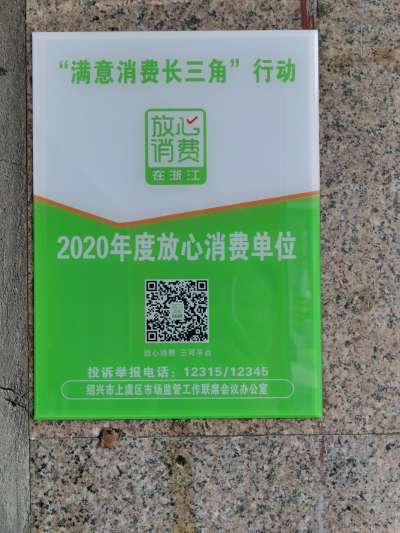 “满意消费长三角”行动
放心
消费
在浙江
2020年度放心消费单位
放心消费 三可平台
投诉举报电话：12315/12345
绍兴市上虞区市场监管工作联席会议办公室